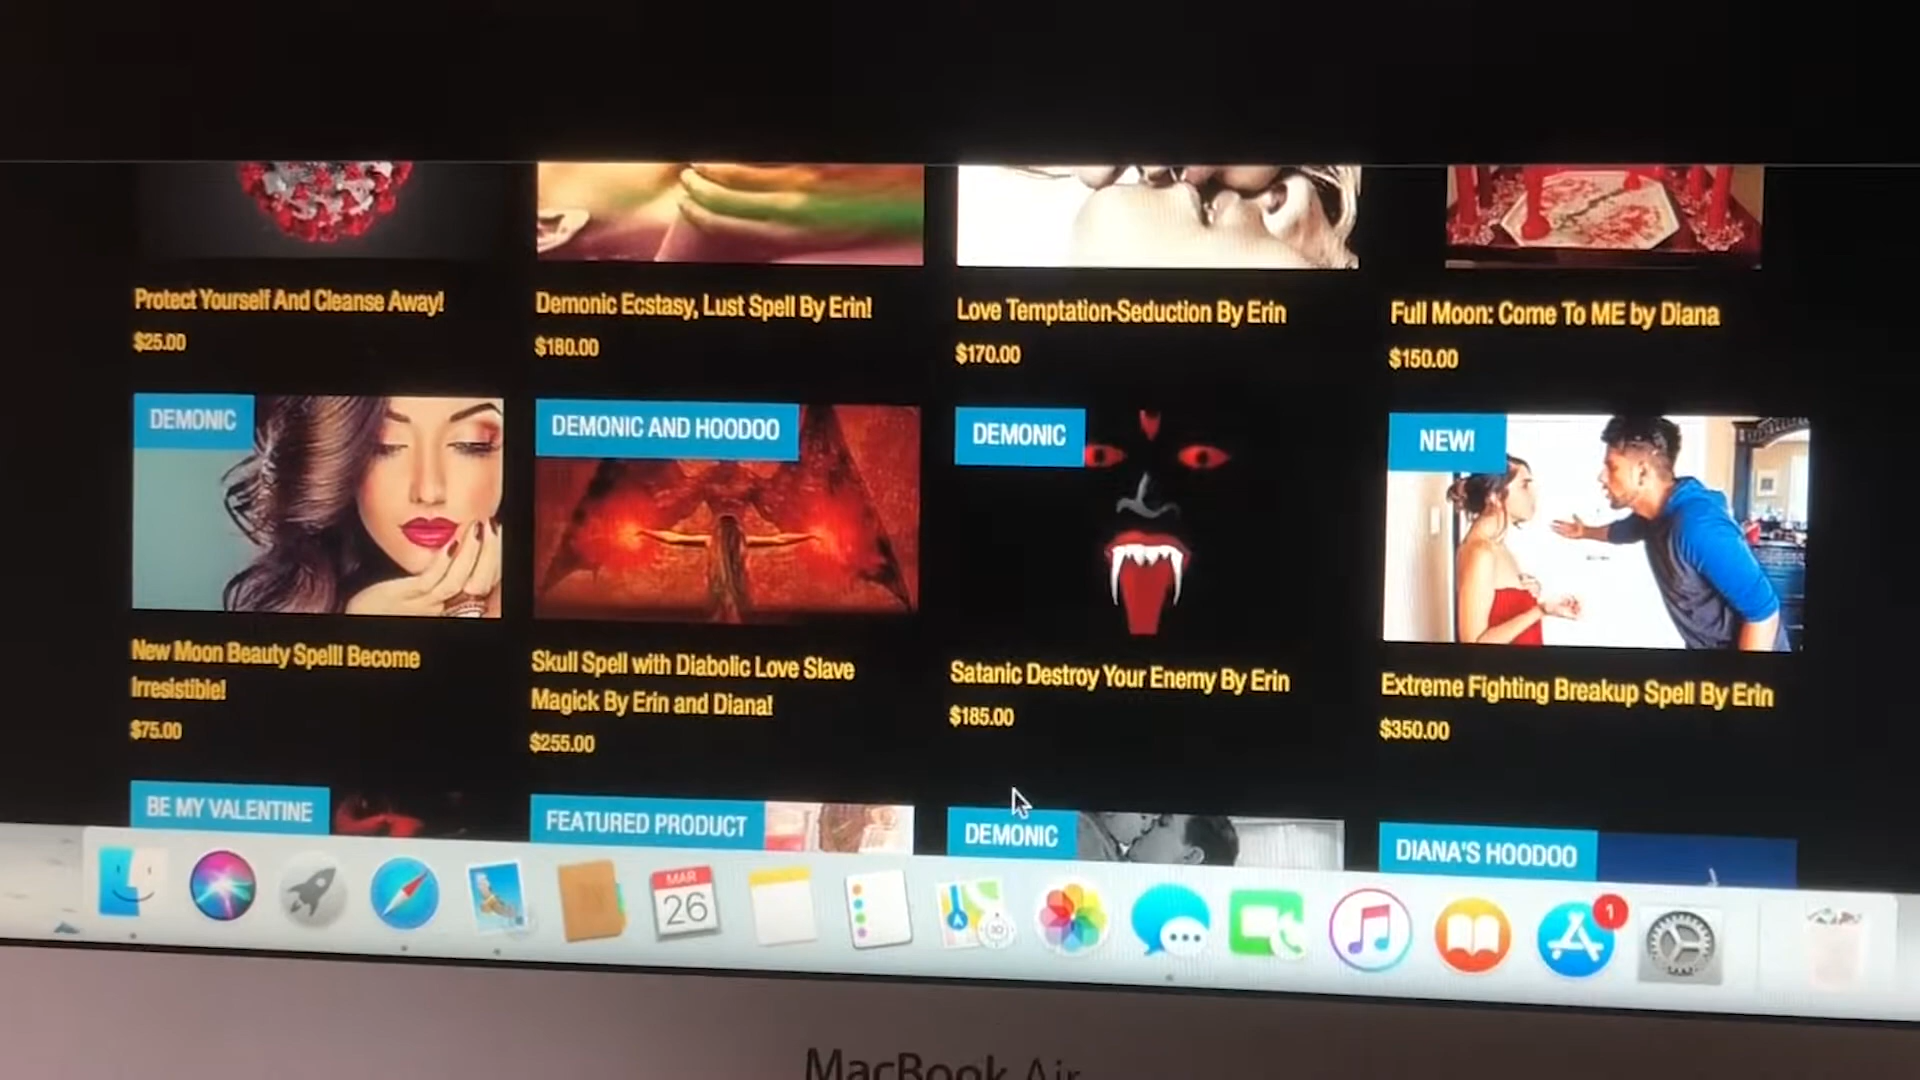 Protect Yourself And Cleanse Away!
$25.00
Demonic Ecstasy, Lust Spell By Erin!
$180.00
Love Temptation-Seduction By Erin
$170.00
Full Moon: Come To ME by Diana
$150.00
DEMONIC
New Moon Beauty Spell! Become
Irresistible!
$75.00
DEMONIC AND HOODOO
Skull Spell with Diabolic Love Slave
Magick By Erin and Diana!
$255.00
DEMONIC
Satanic Destroy Your Enemy By Erin
$185.00
NEW!
Extreme Fighting Breakup Spell By Erin
$350.00
BE MY VALENTINE
FEATURED PRODUCT
DEMONIC
DIANA'S HOODOO
MAR
26
3D
1
MacBook Air